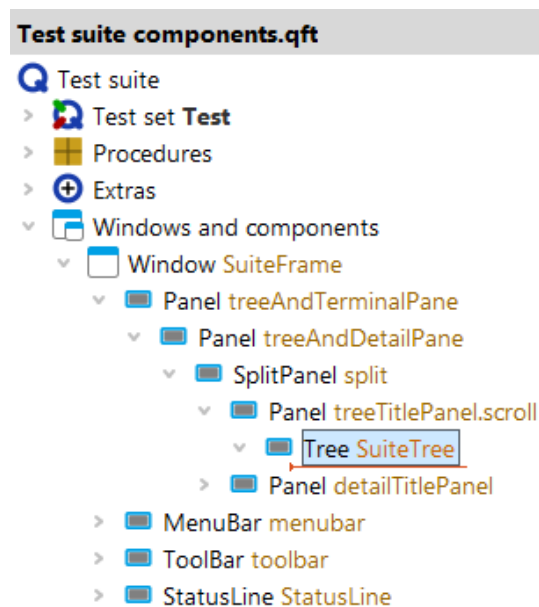 Test suite components.qft
Test suite
Test set Test
Procedures
Extras
Windows and components
Window SuiteFrame
Panel treeAndTerminalPane
Panel treeAndDetailPane
SplitPanel split
Panel treeTitlePanel.scroll
Tree SuiteTree
Panel detailTitlePanel
MenuBar menubar
ToolBar toolbar
StatusLine StatusLine